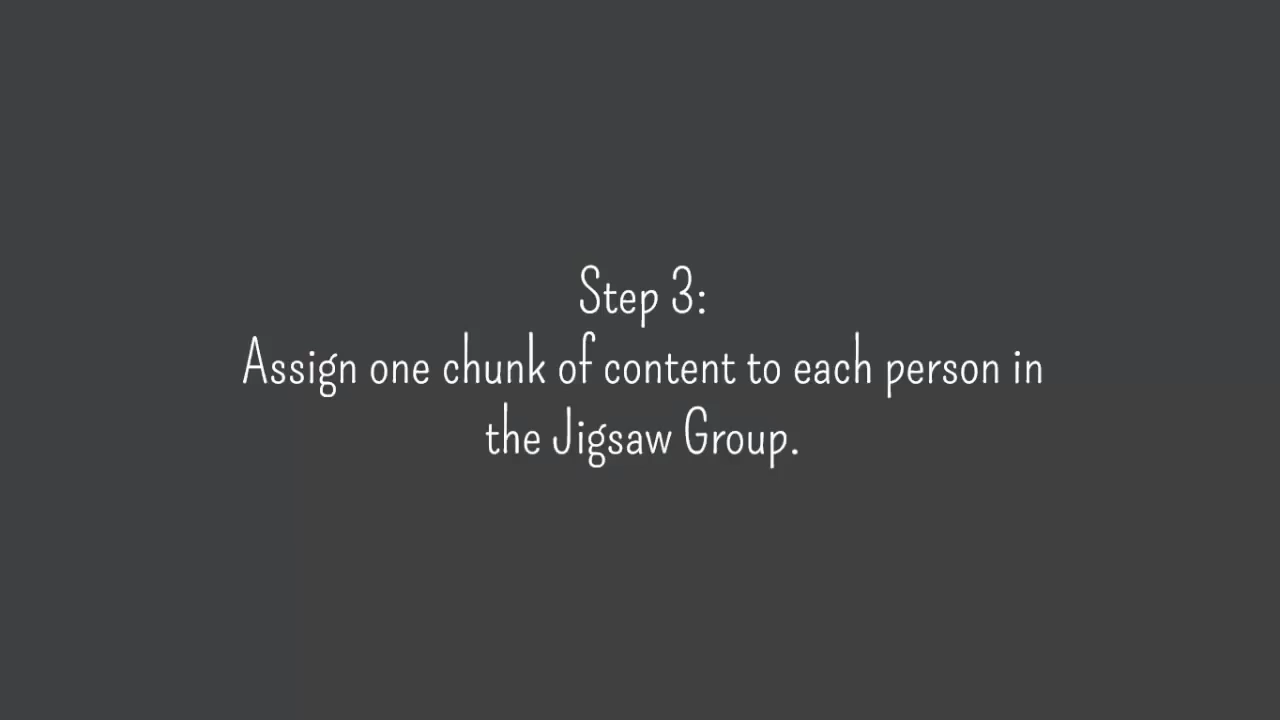 Step 3:
Assign one chunk of content to each person in
the Jigsaw Group.